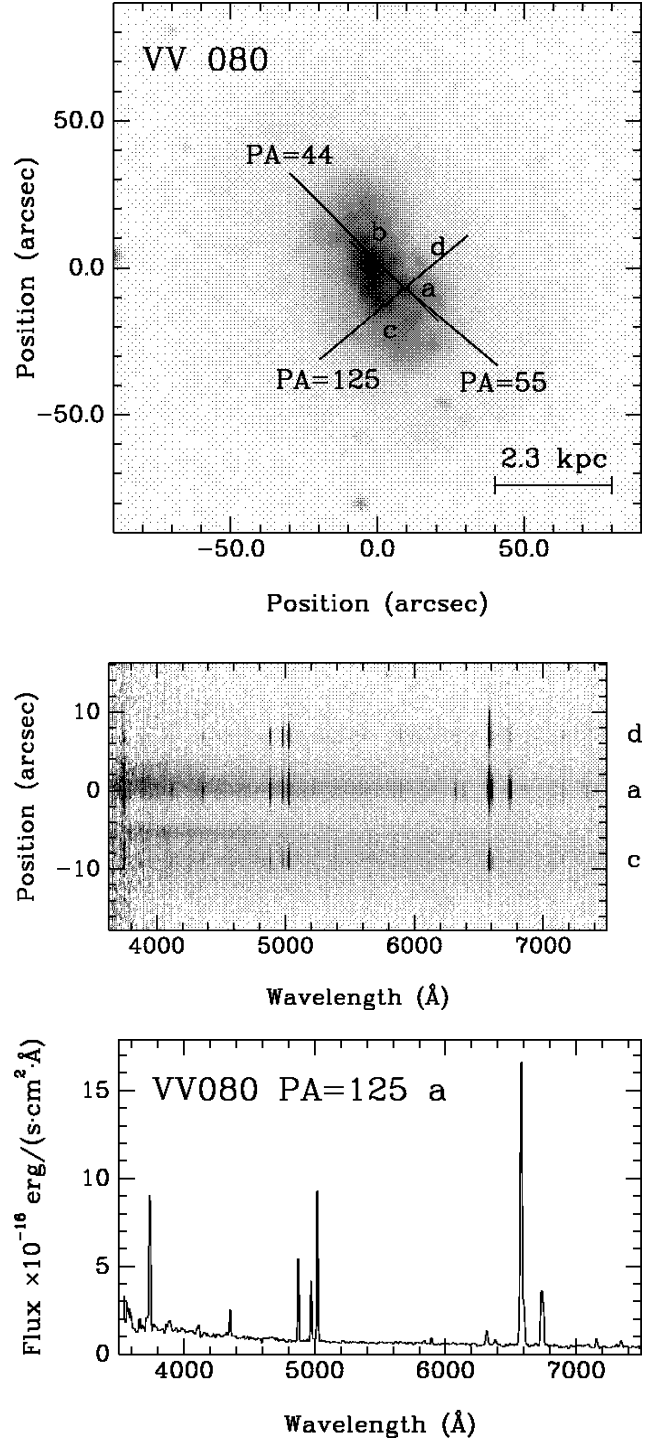 VV 080
50.0
0.0
−50.0
Position (arcsec)
PA=44
b
d
a
c
PA=125
PA=55
2.3 kpc
−50.0 0.0 50.0
Position (arcsec)
10
0
−10
Position (arcsec)
d
a
c
4000 5000 6000 7000
Wavelength (Å)
VV080 PA=125 a
15
10
5
0
Flux ×10⁻¹⁶ erg/(s·cm²·Å)
4000 5000 6000 7000
Wavelength (Å)